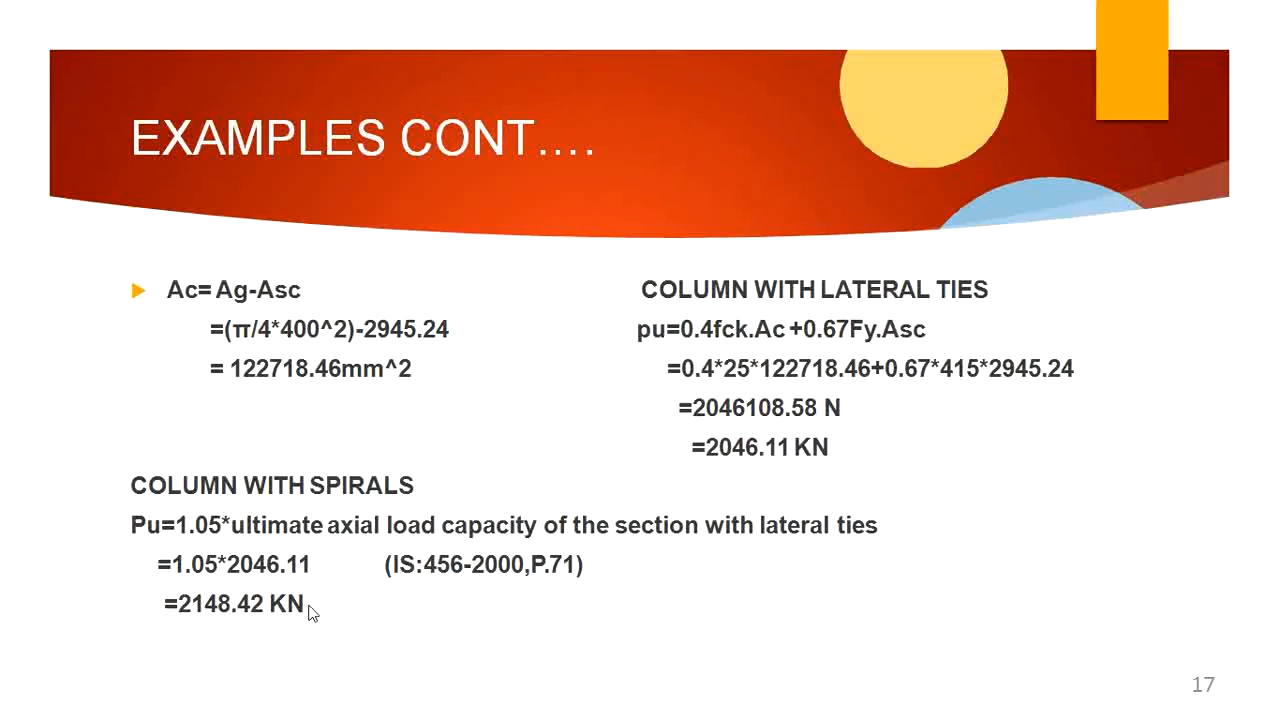 EXAMPLES CONT....
Ac= Ag-Asc
=(π/4*400^2)-2945.24
= 122718.46mm^2
COLUMN WITH LATERAL TIES
pu=0.4fck.Ac +0.67Fy.Asc
=0.4*25*122718.46+0.67*415*2945.24
=2046108.58 N
=2046.11 KN
COLUMN WITH SPIRALS
Pu=1.05*ultimate axial load capacity of the section with lateral ties
=1.05*2046.11 (IS:456-2000,P.71)
=2148.42 KN
17